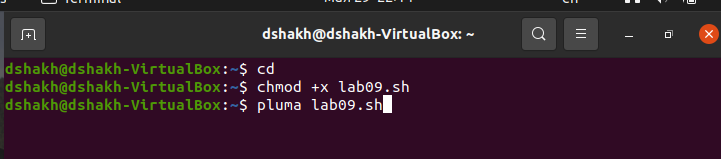 dshakh@dshakh-VirtualBox: ~
dshakh@dshakh-VirtualBox:~$ cd
dshakh@dshakh-VirtualBox:~$ chmod +x lab09.sh
dshakh@dshakh-VirtualBox:~$ pluma lab09.sh